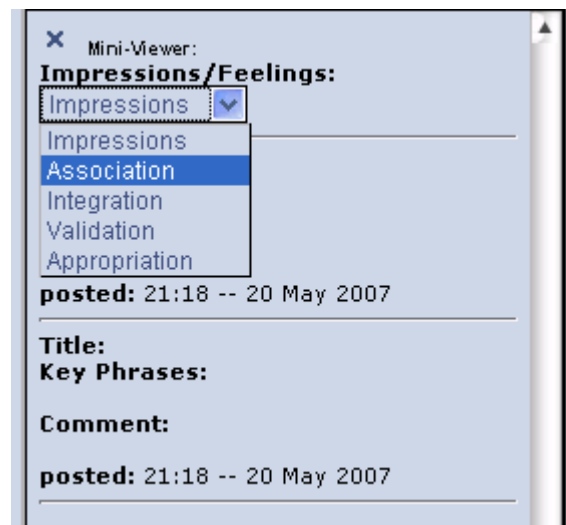 Mini-Viewer:
Impressions/Feelings:
Impressions
Impressions
Association
Integration
Validation
Appropriation
posted: 21:18 -- 20 May 2007
Title:
Key Phrases:
Comment:
posted: 21:18 -- 20 May 2007